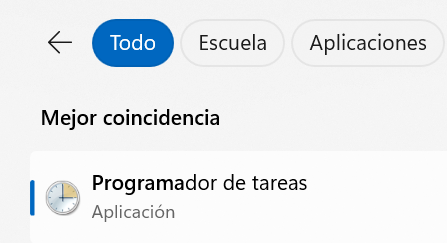 Todo Escuela Aplicaciones
Mejor coincidencia
Programador de tareas
Aplicación